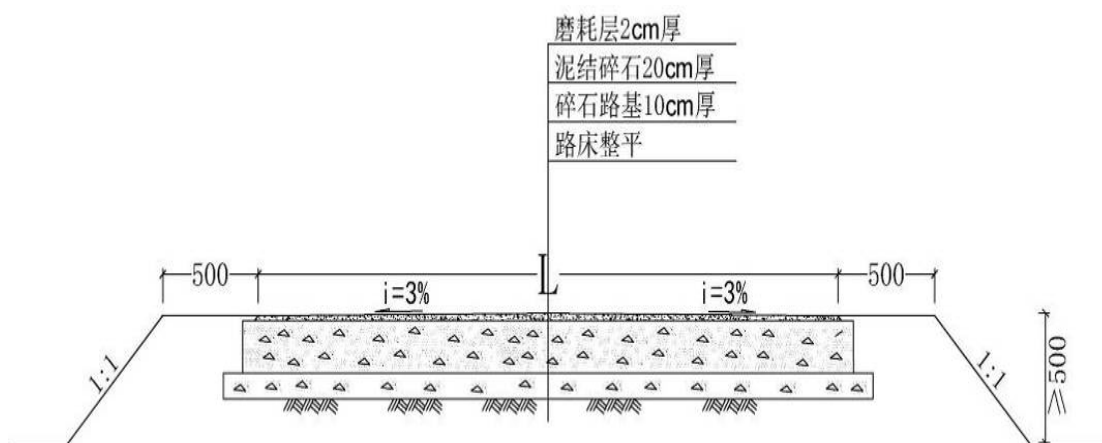 磨耗层2cm厚
泥结碎石20cm厚
碎石路基10cm厚
路床整平
500
L
500
i=3%
i=3%
1:1
1:1
≥500